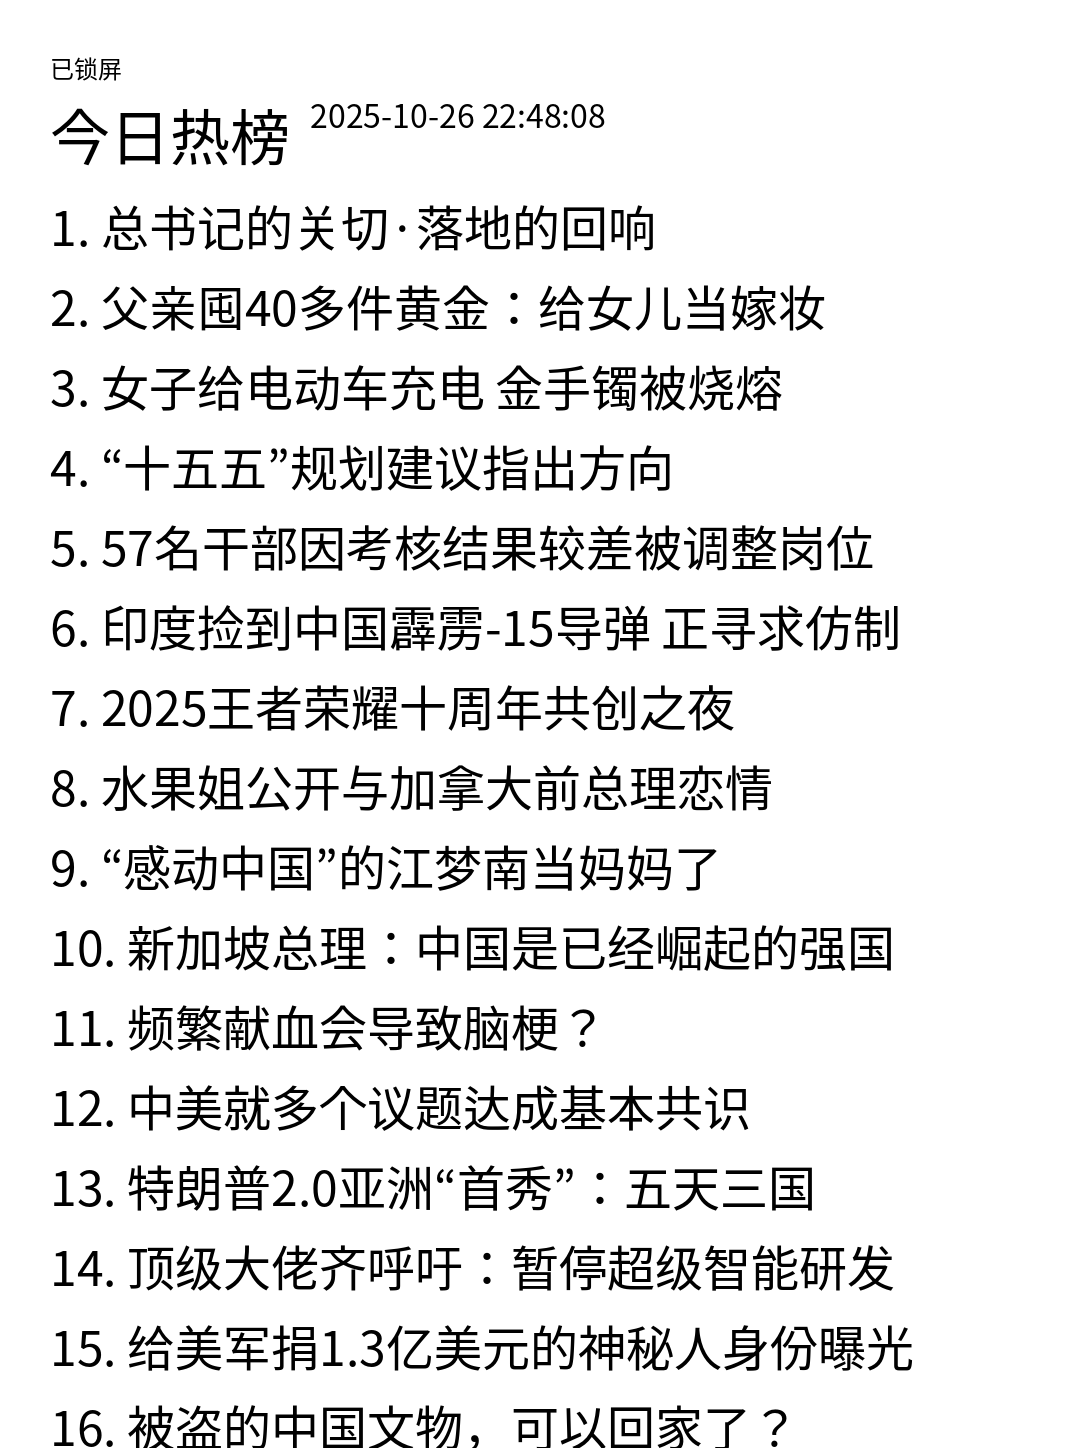 已锁屏
今日热榜 2025-10-26 22:48:08
1. 总书记的关切·落地的回响
2. 父亲囤40多件黄金：给女儿当嫁妆
3. 女子给电动车充电 金手镯被烧熔
4. “十五五”规划建议指出方向
5. 57名干部因考核结果较差被调整岗位
6. 印度捡到中国霹雳-15导弹 正寻求仿制
7. 2025王者荣耀十周年共创之夜
8. 水果姐公开与加拿大前总理恋情
9. “感动中国”的江梦南当妈妈了
10. 新加坡总理：中国是已经崛起的强国
11. 频繁献血会导致脑梗？
12. 中美就多个议题达成基本共识
13. 特朗普2.0亚洲“首秀”：五天三国
14. 顶级大佬齐呼吁：暂停超级智能研发
15. 给美军捐1.3亿美元的神秘人身份曝光
16. 被盗的中国文物，可以回家了？